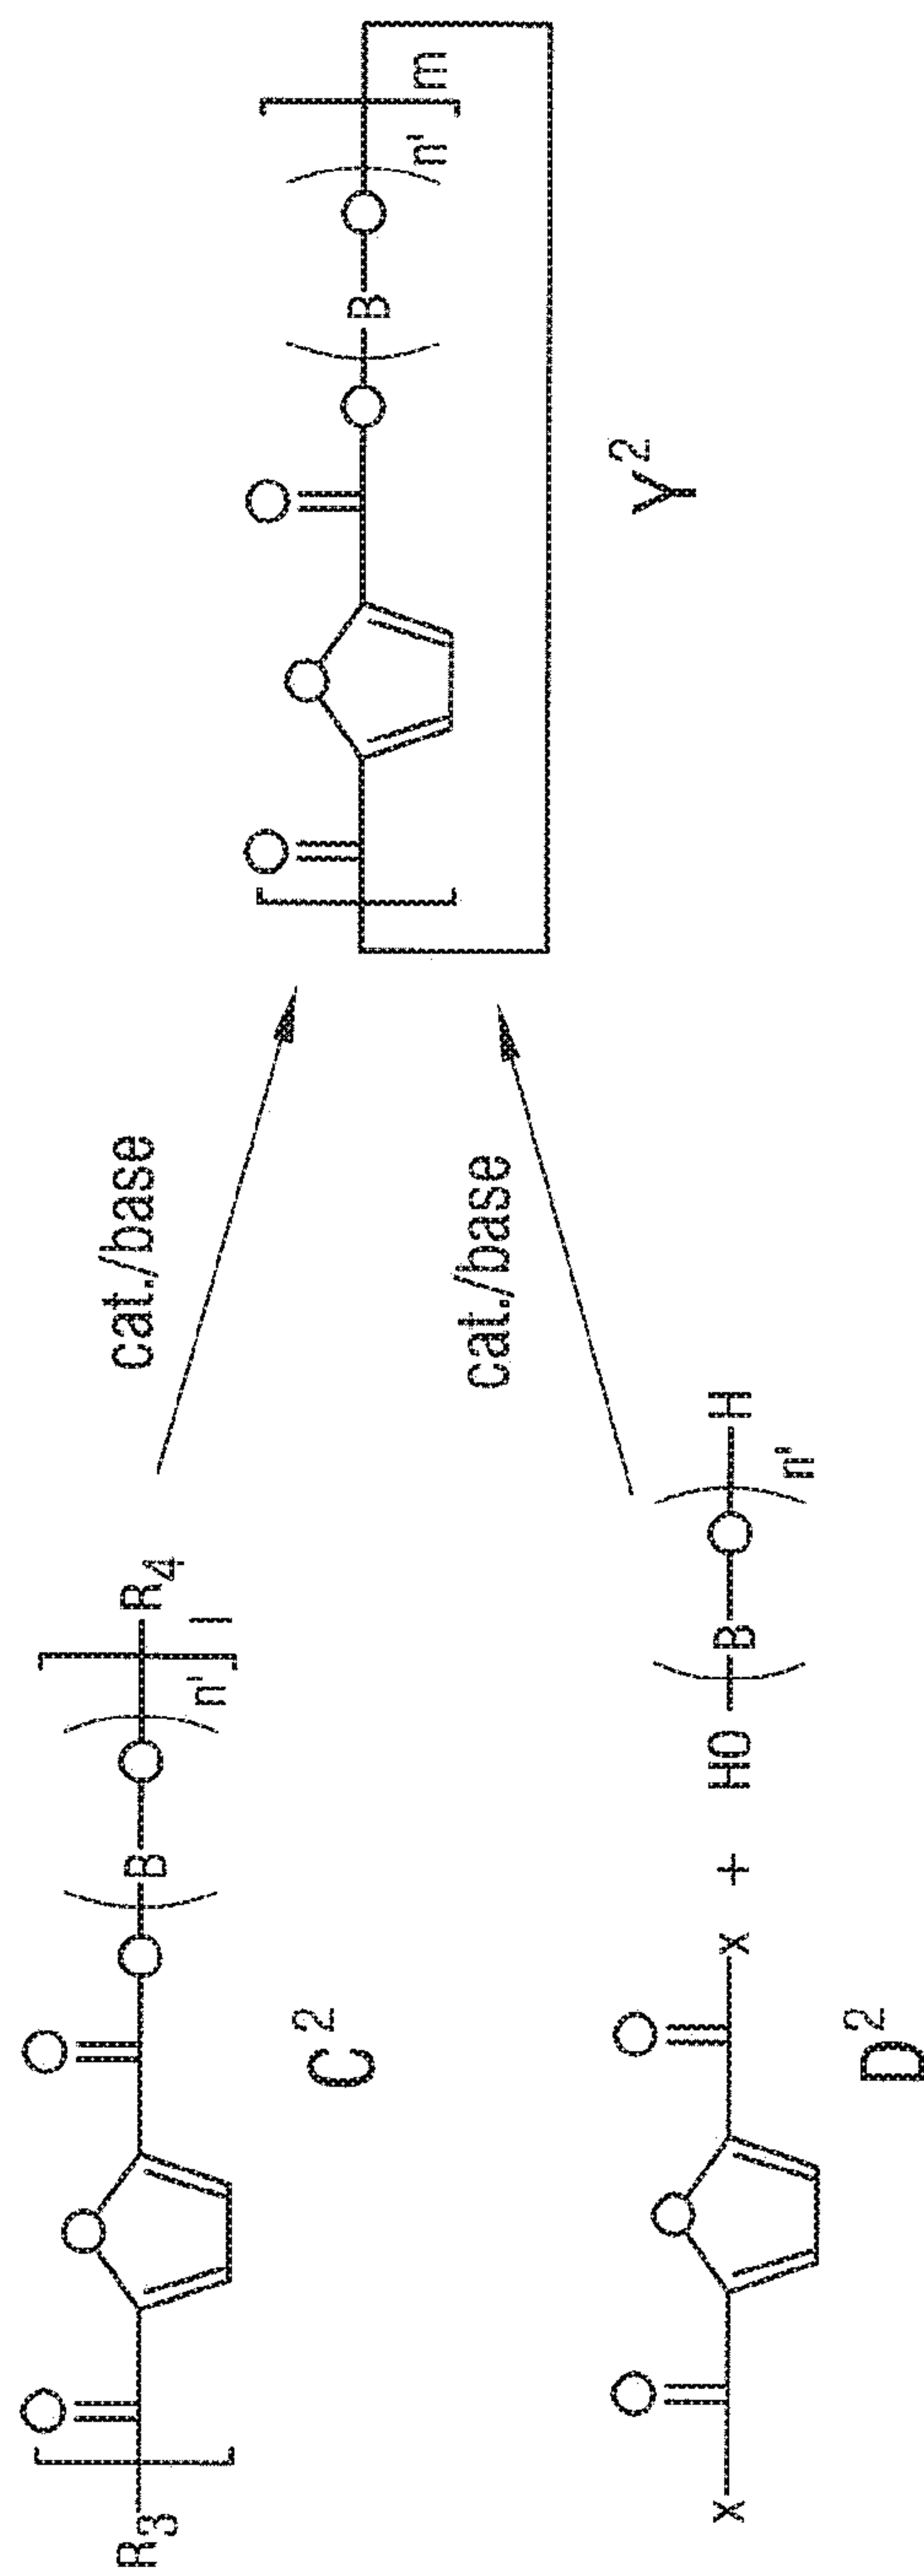 O O O
R₃ [ O ( B O ) n' ] l R₄
C²
cat./base
O O O
X X + HO ( B O ) n' H
D²
cat./base
O O O
[ O ( B O ) n' ] m
Y²